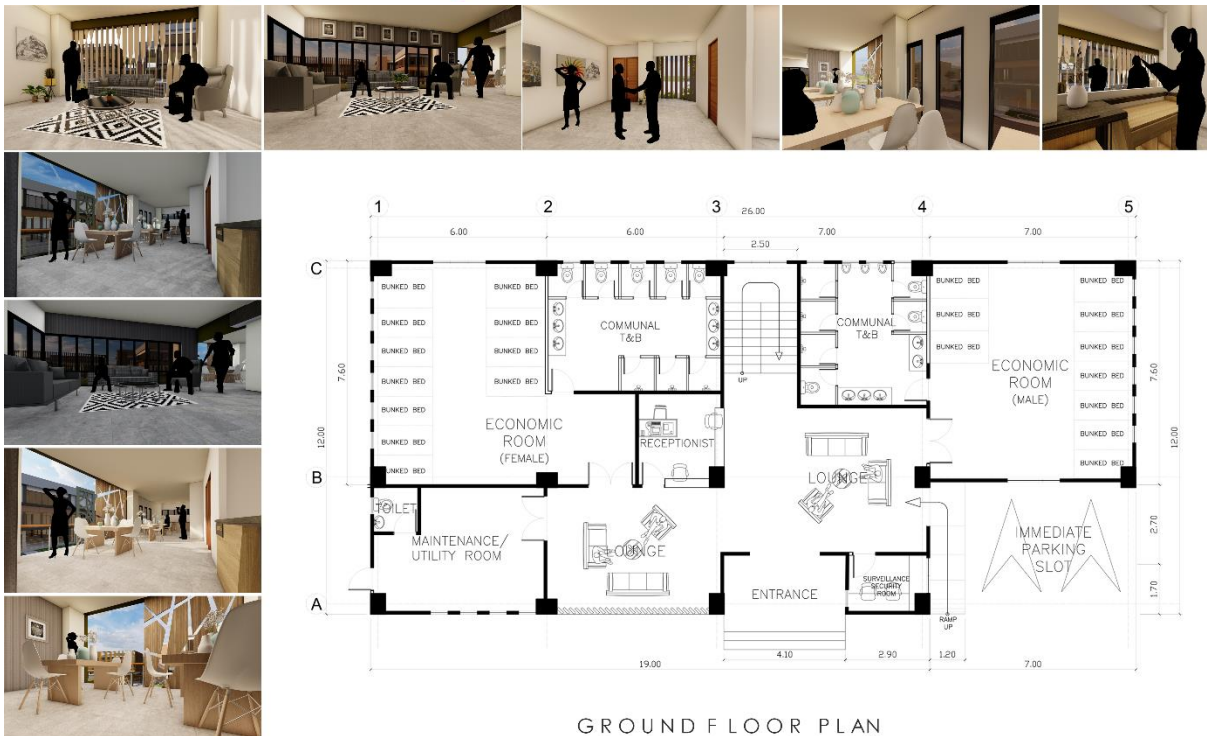 1 2 3 4 5
26.00
6.00 6.00 7.00 7.00
2.50
C
BUNKED BED BUNKED BED
BUNKED BED BUNKED BED
BUNKED BED BUNKED BED
BUNKED BED BUNKED BED
BUNKED BED BUNKED BED
BUNKED BED
UNKED BED
COMMUNAL
T&B
UP
COMMUNAL
T&B
BUNKED BED BUNKED BED
BUNKED BED BUNKED BED
BUNKED BED BUNKED BED
BUNKED BED
BUNKED BED
BUNKED BED
BUNKED BED
ECONOMIC
ROOM
(MALE)
7.60 7.60
12.00 12.00
ECONOMIC
ROOM
(FEMALE)
RECEPTIONIST
B
LOUNGE
TOILET
MAINTENANCE/
UTILITY ROOM
LOUNGE
IMMEDIATE
PARKING
SLOT
2.70
1.70
SURVEILLANCE
SECURITY
ROOM
ENTRANCE
A
RAMP
UP
4.10 2.90 1.20
19.00 7.00
GROUND FLOOR PLAN